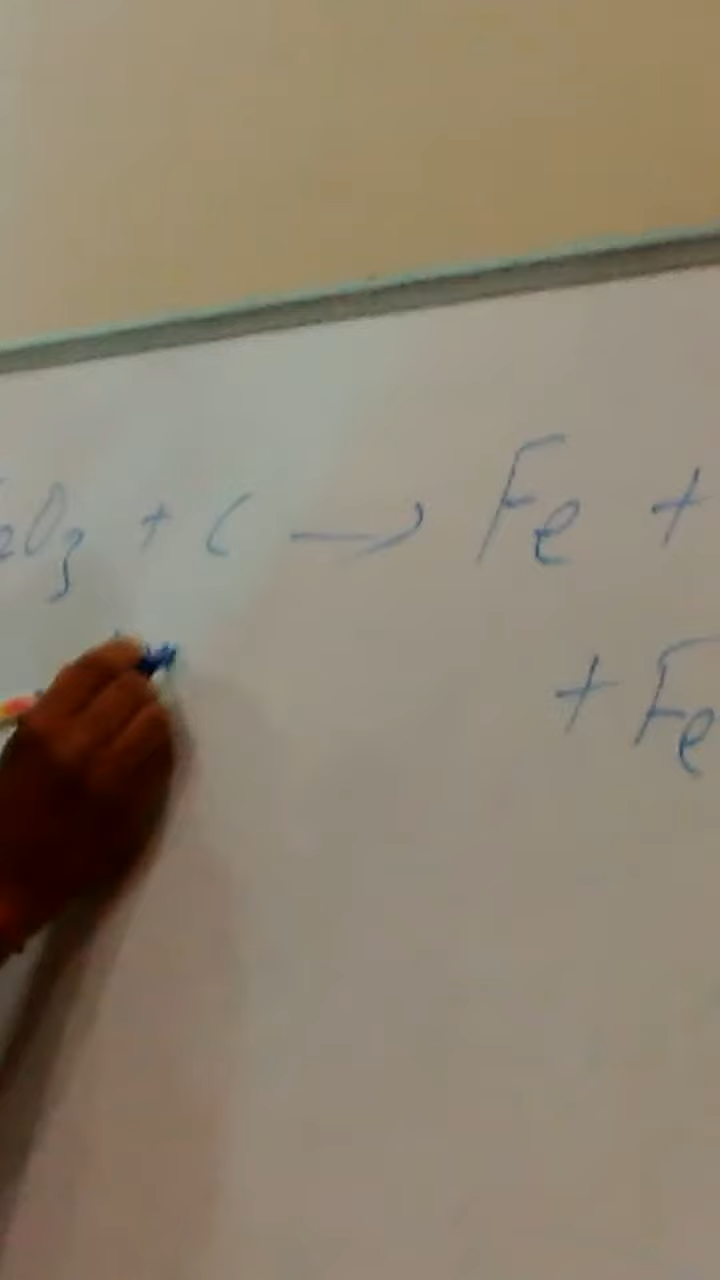 e₂O₃ + C → Fe +
+ Fe